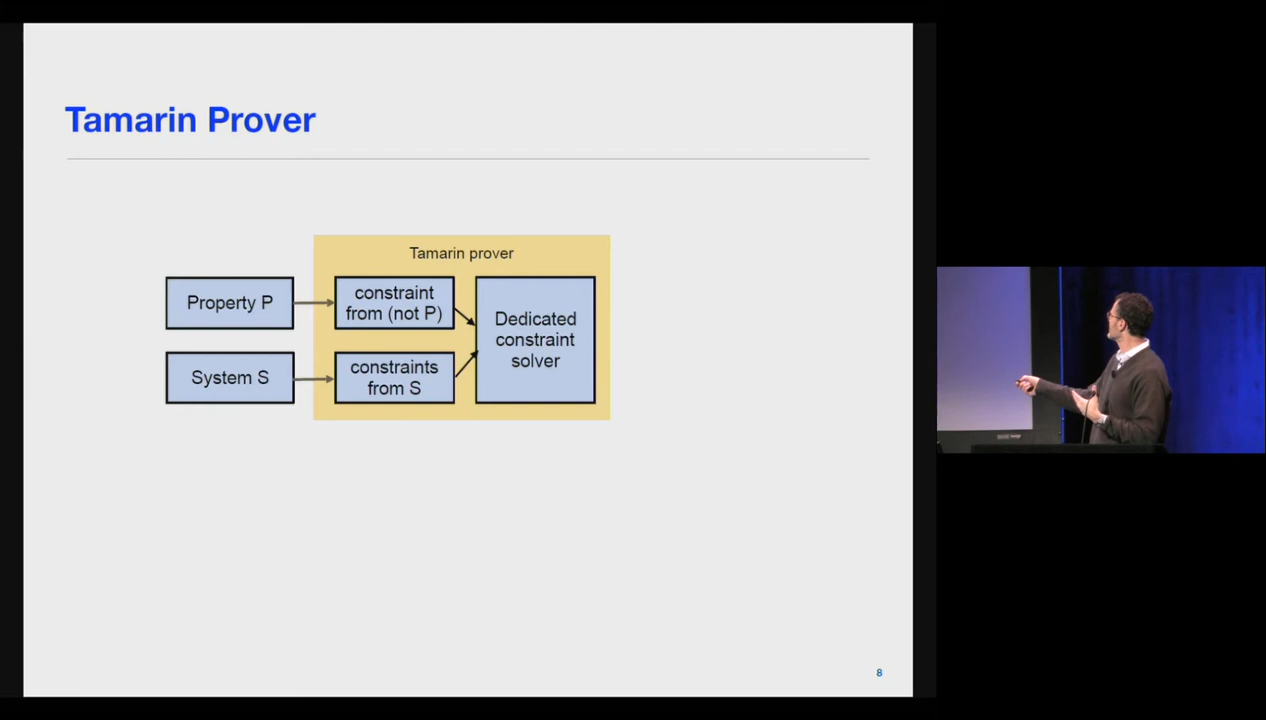 Tamarin Prover
Tamarin prover
Property P
constraint
from (not P)
Dedicated
constraint
solver
System S
constraints
from S
8